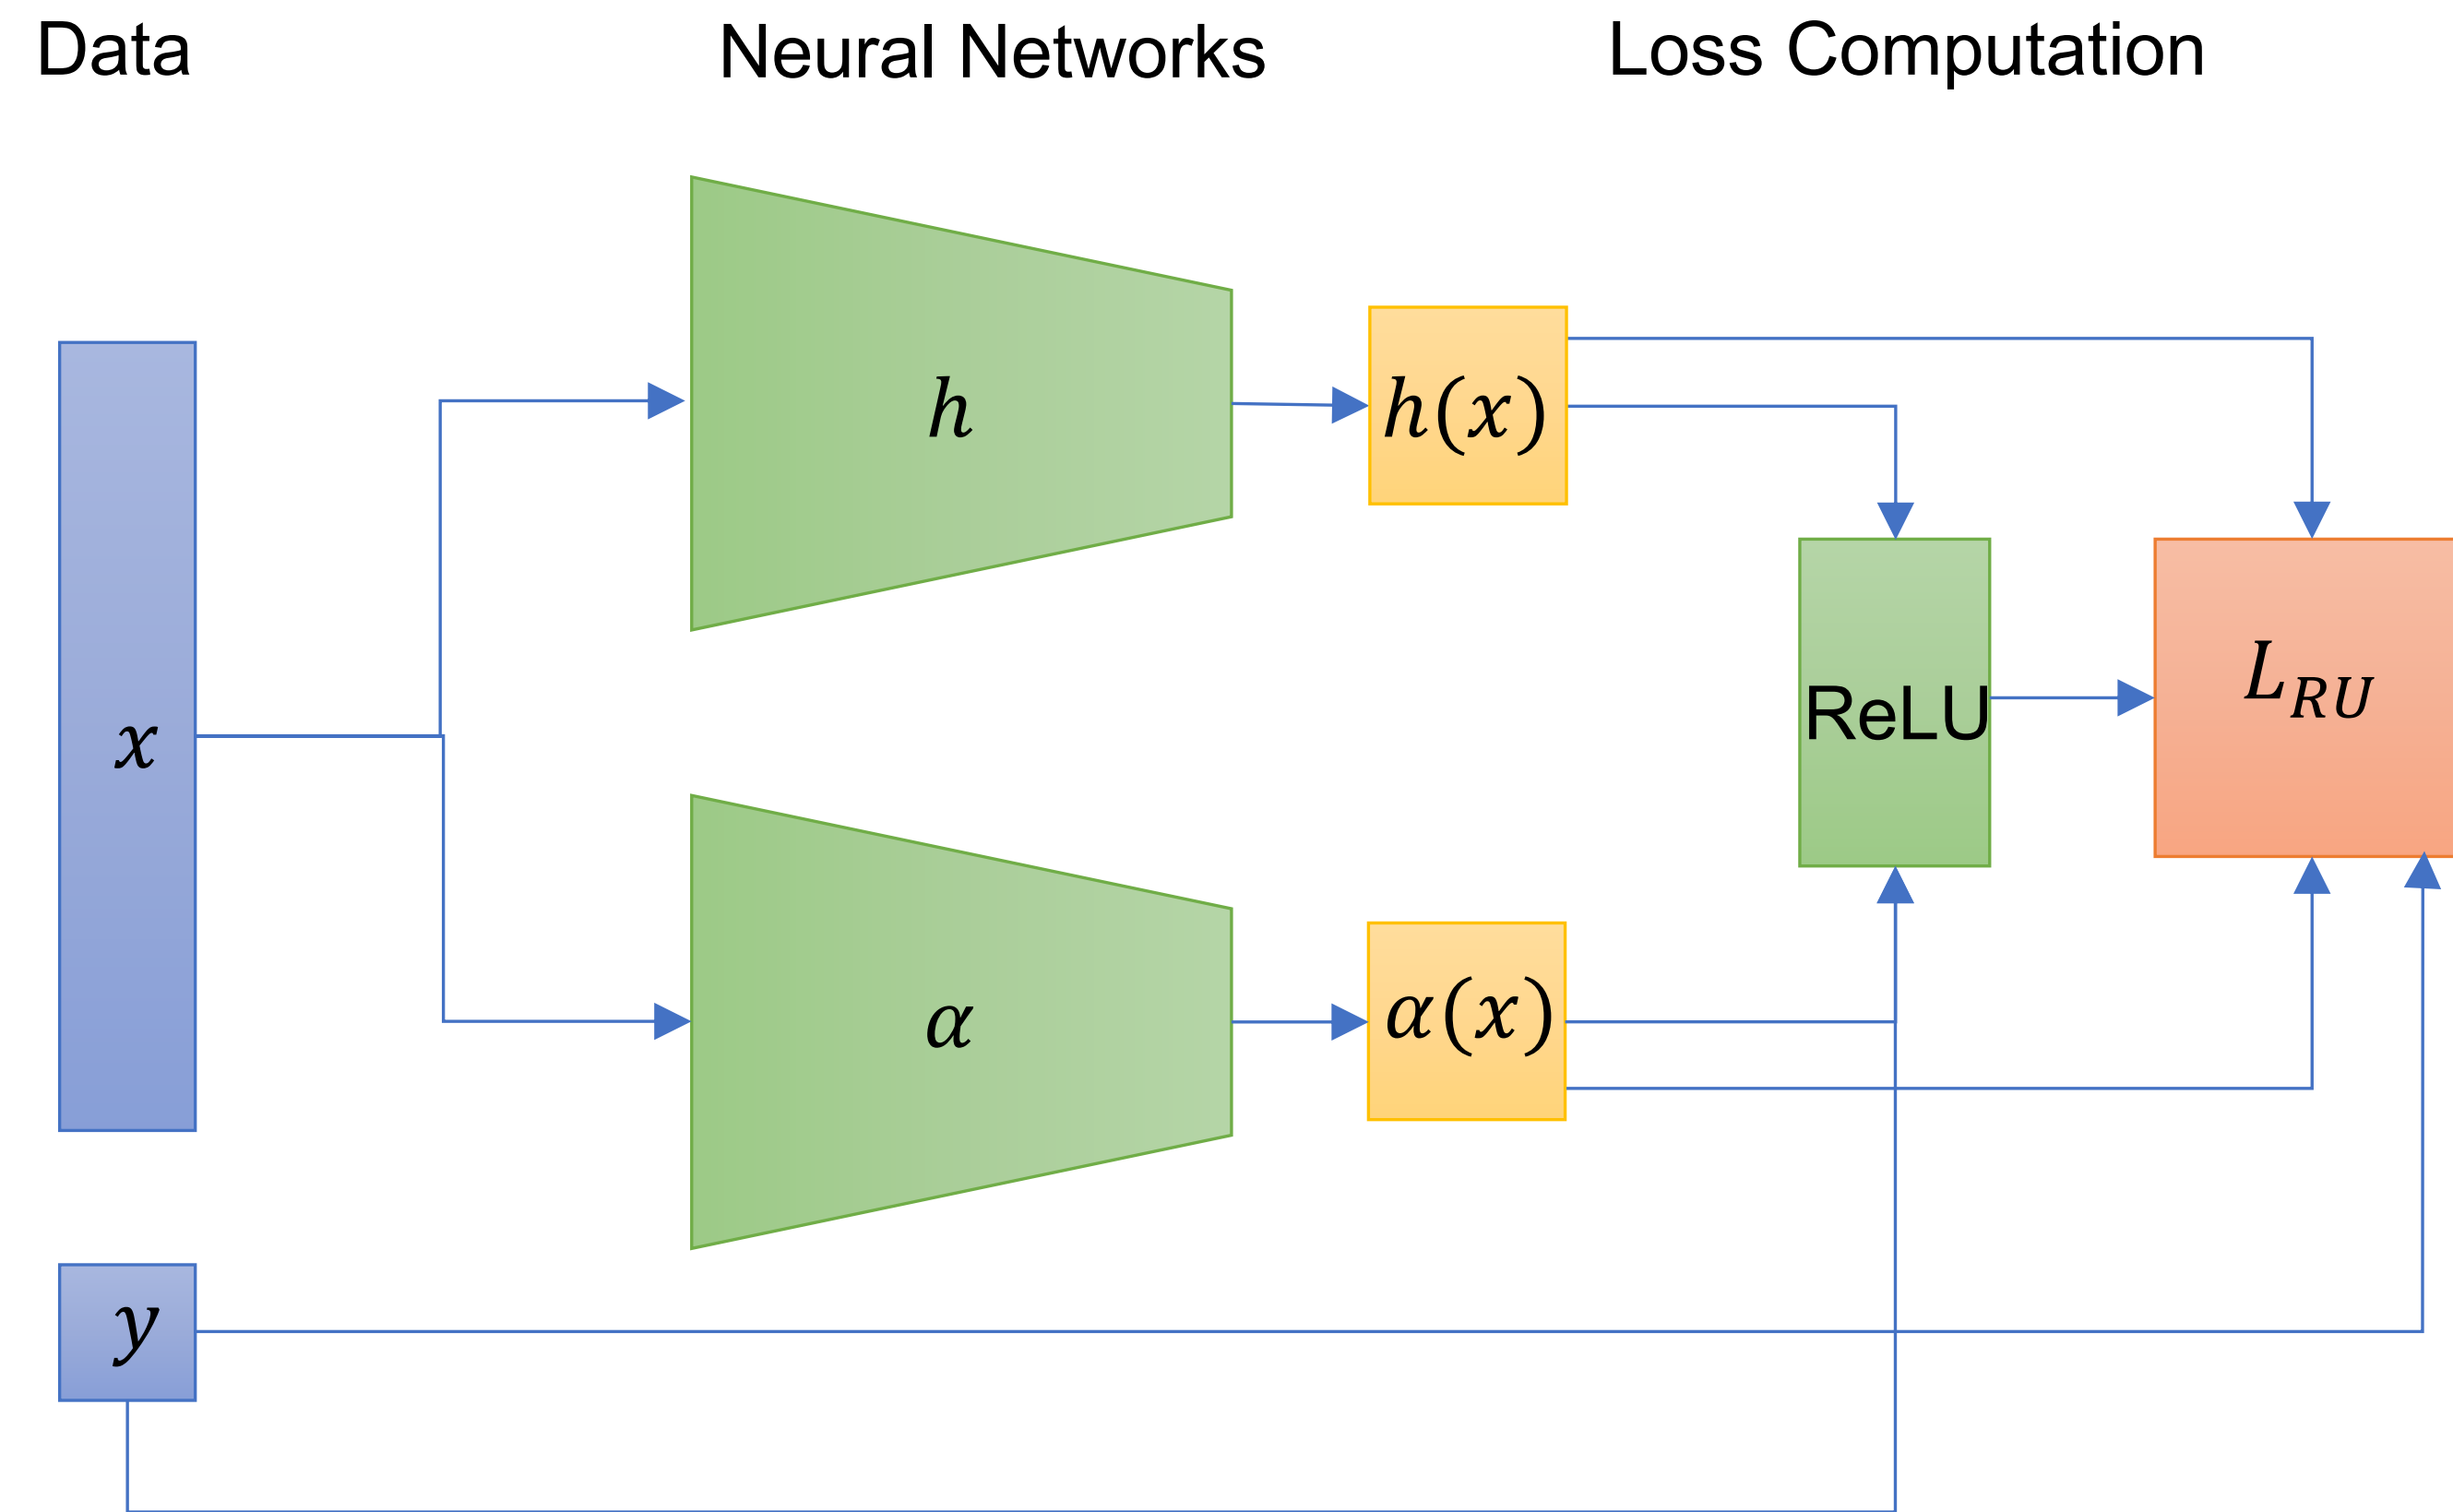 Data
Neural Networks
Loss Computation
h
h(x)
x
ReLU
L_RU
α
α(x)
y